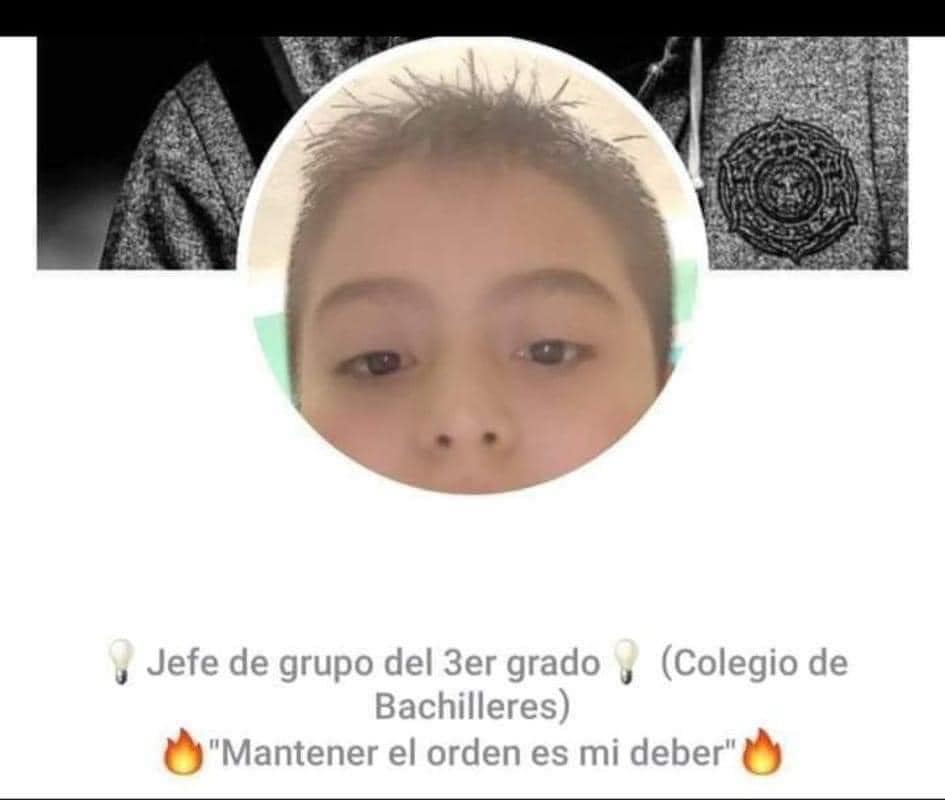 💡Jefe de grupo del 3er grado💡 (Colegio de
Bachilleres)
🔥"Mantener el orden es mi deber"🔥